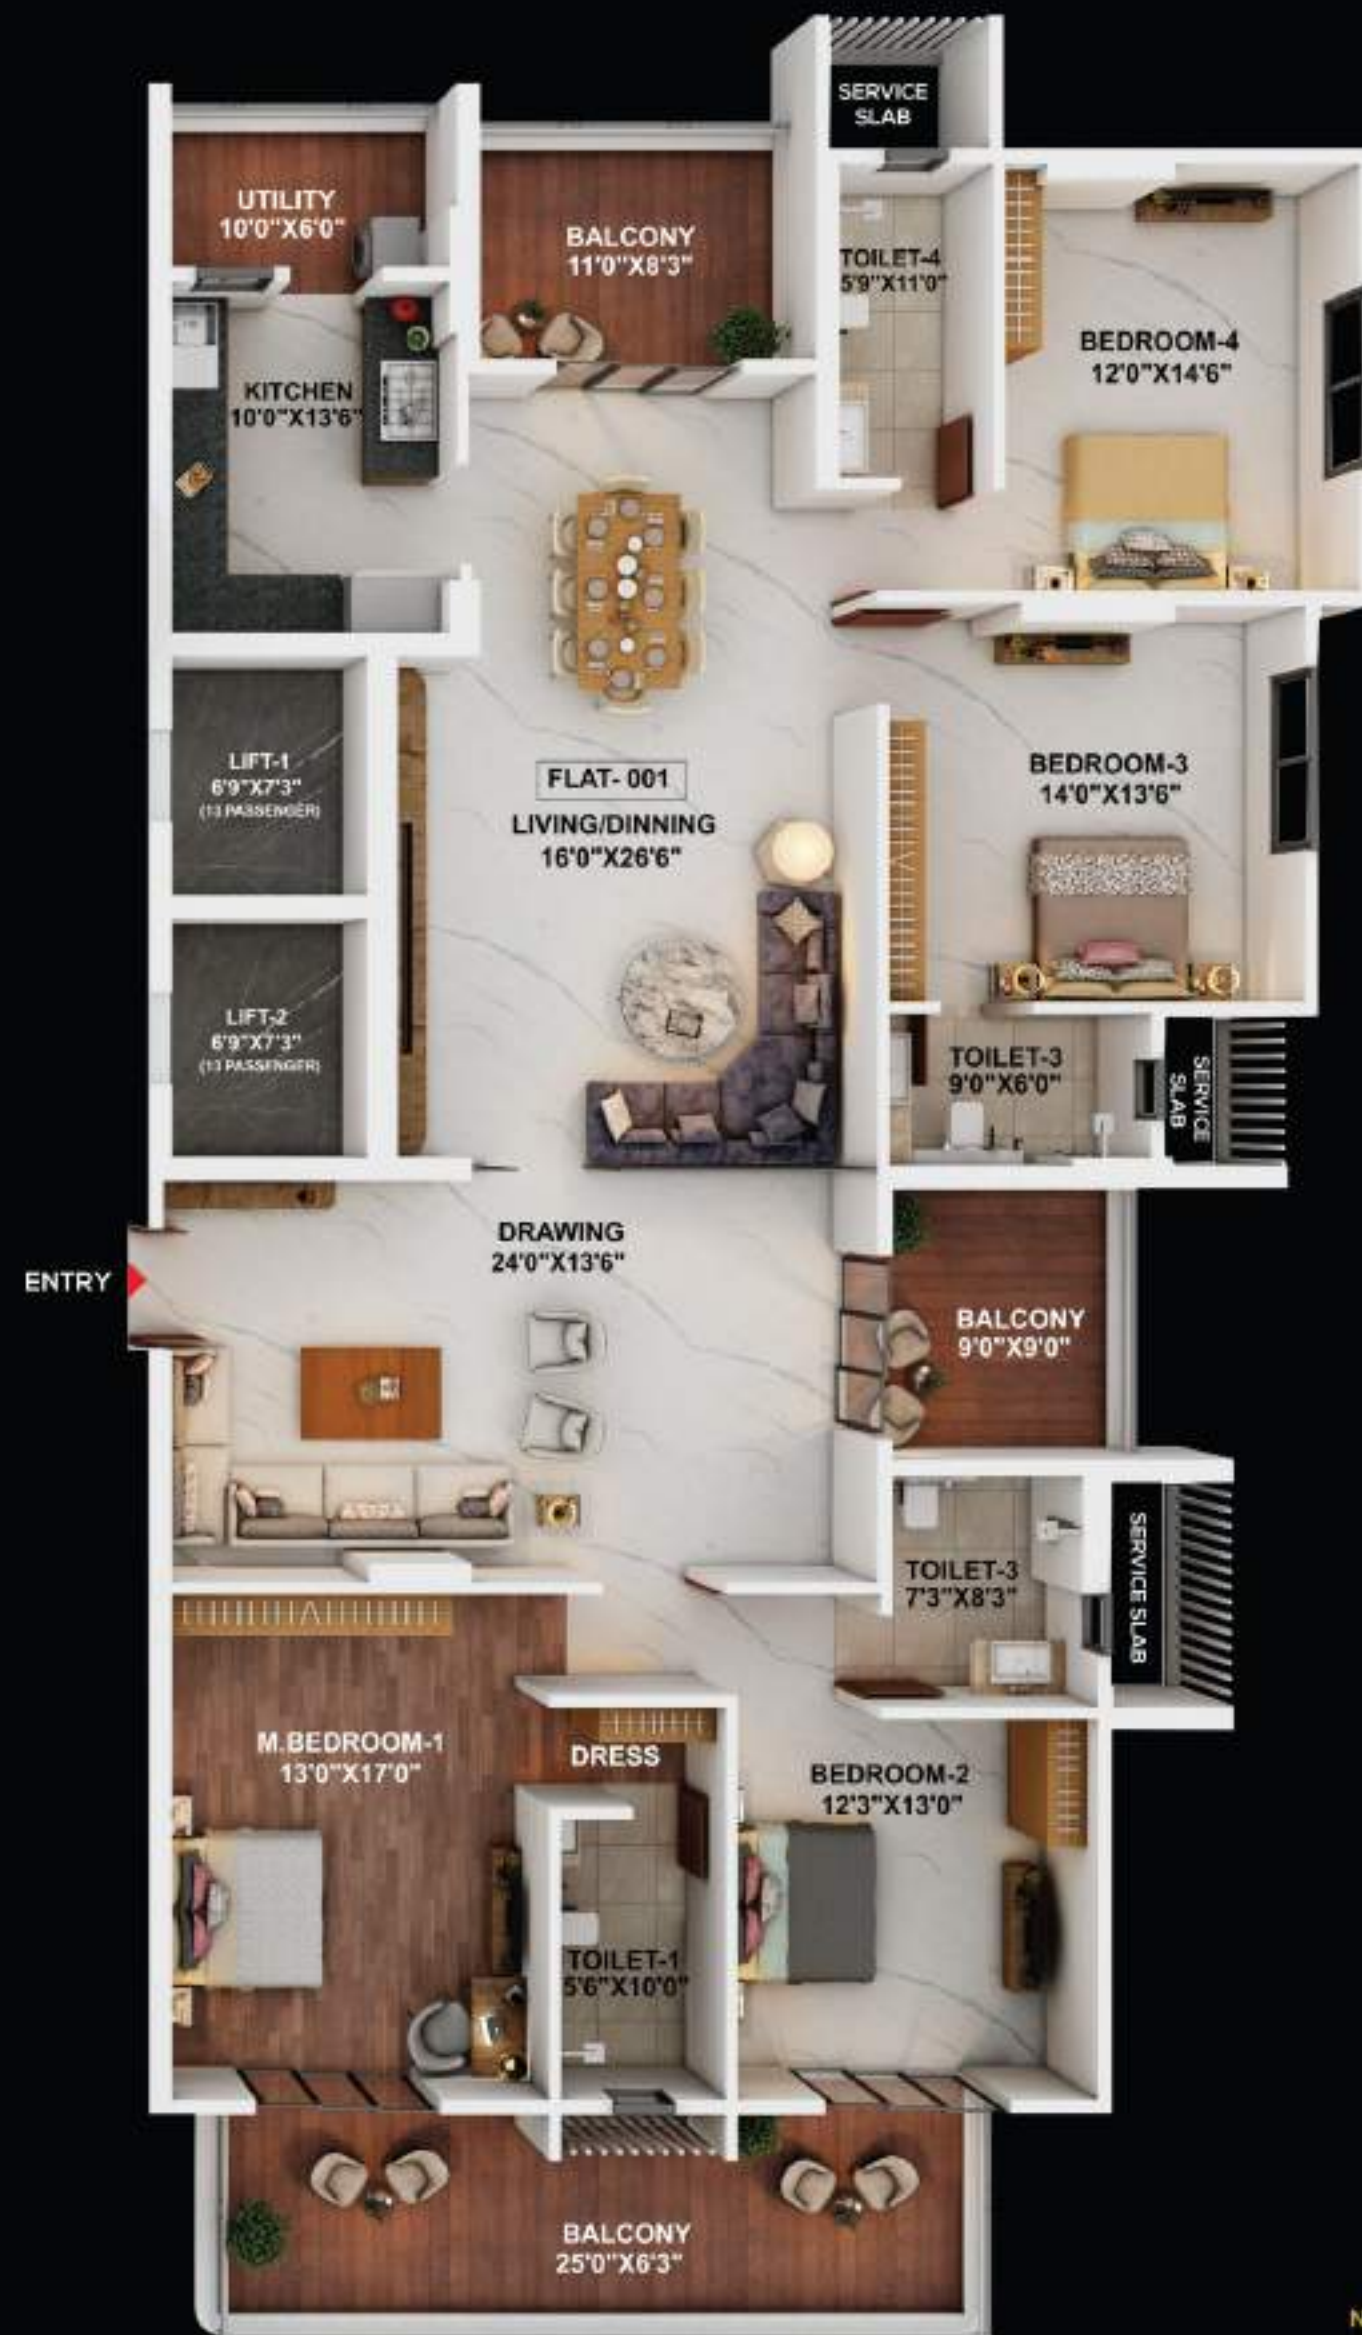 SERVICE
SLAB
UTILITY
10'0"X6'0"
BALCONY
11'0"X8'3"
TOILET-4
5'9"X11'0"
BEDROOM-4
12'0"X14'6"
KITCHEN
10'0"X13'6"
LIFT-1
6'9"X7'3"
(13 PASSENGER)
FLAT- 001
LIVING/DINNING
16'0"X26'6"
BEDROOM-3
14'0"X13'6"
LIFT-2
6'9"X7'3"
(13 PASSENGER)
TOILET-3
9'0"X6'0"
SERVICE
SLAB
DRAWING
24'0"X13'6"
ENTRY
BALCONY
9'0"X9'0"
TOILET-3
7'3"X8'3"
SERVICE SLAB
M.BEDROOM-1
13'0"X17'0"
DRESS
BEDROOM-2
12'3"X13'0"
TOILET-1
5'6"X10'0"
BALCONY
25'0"X6'3"
N